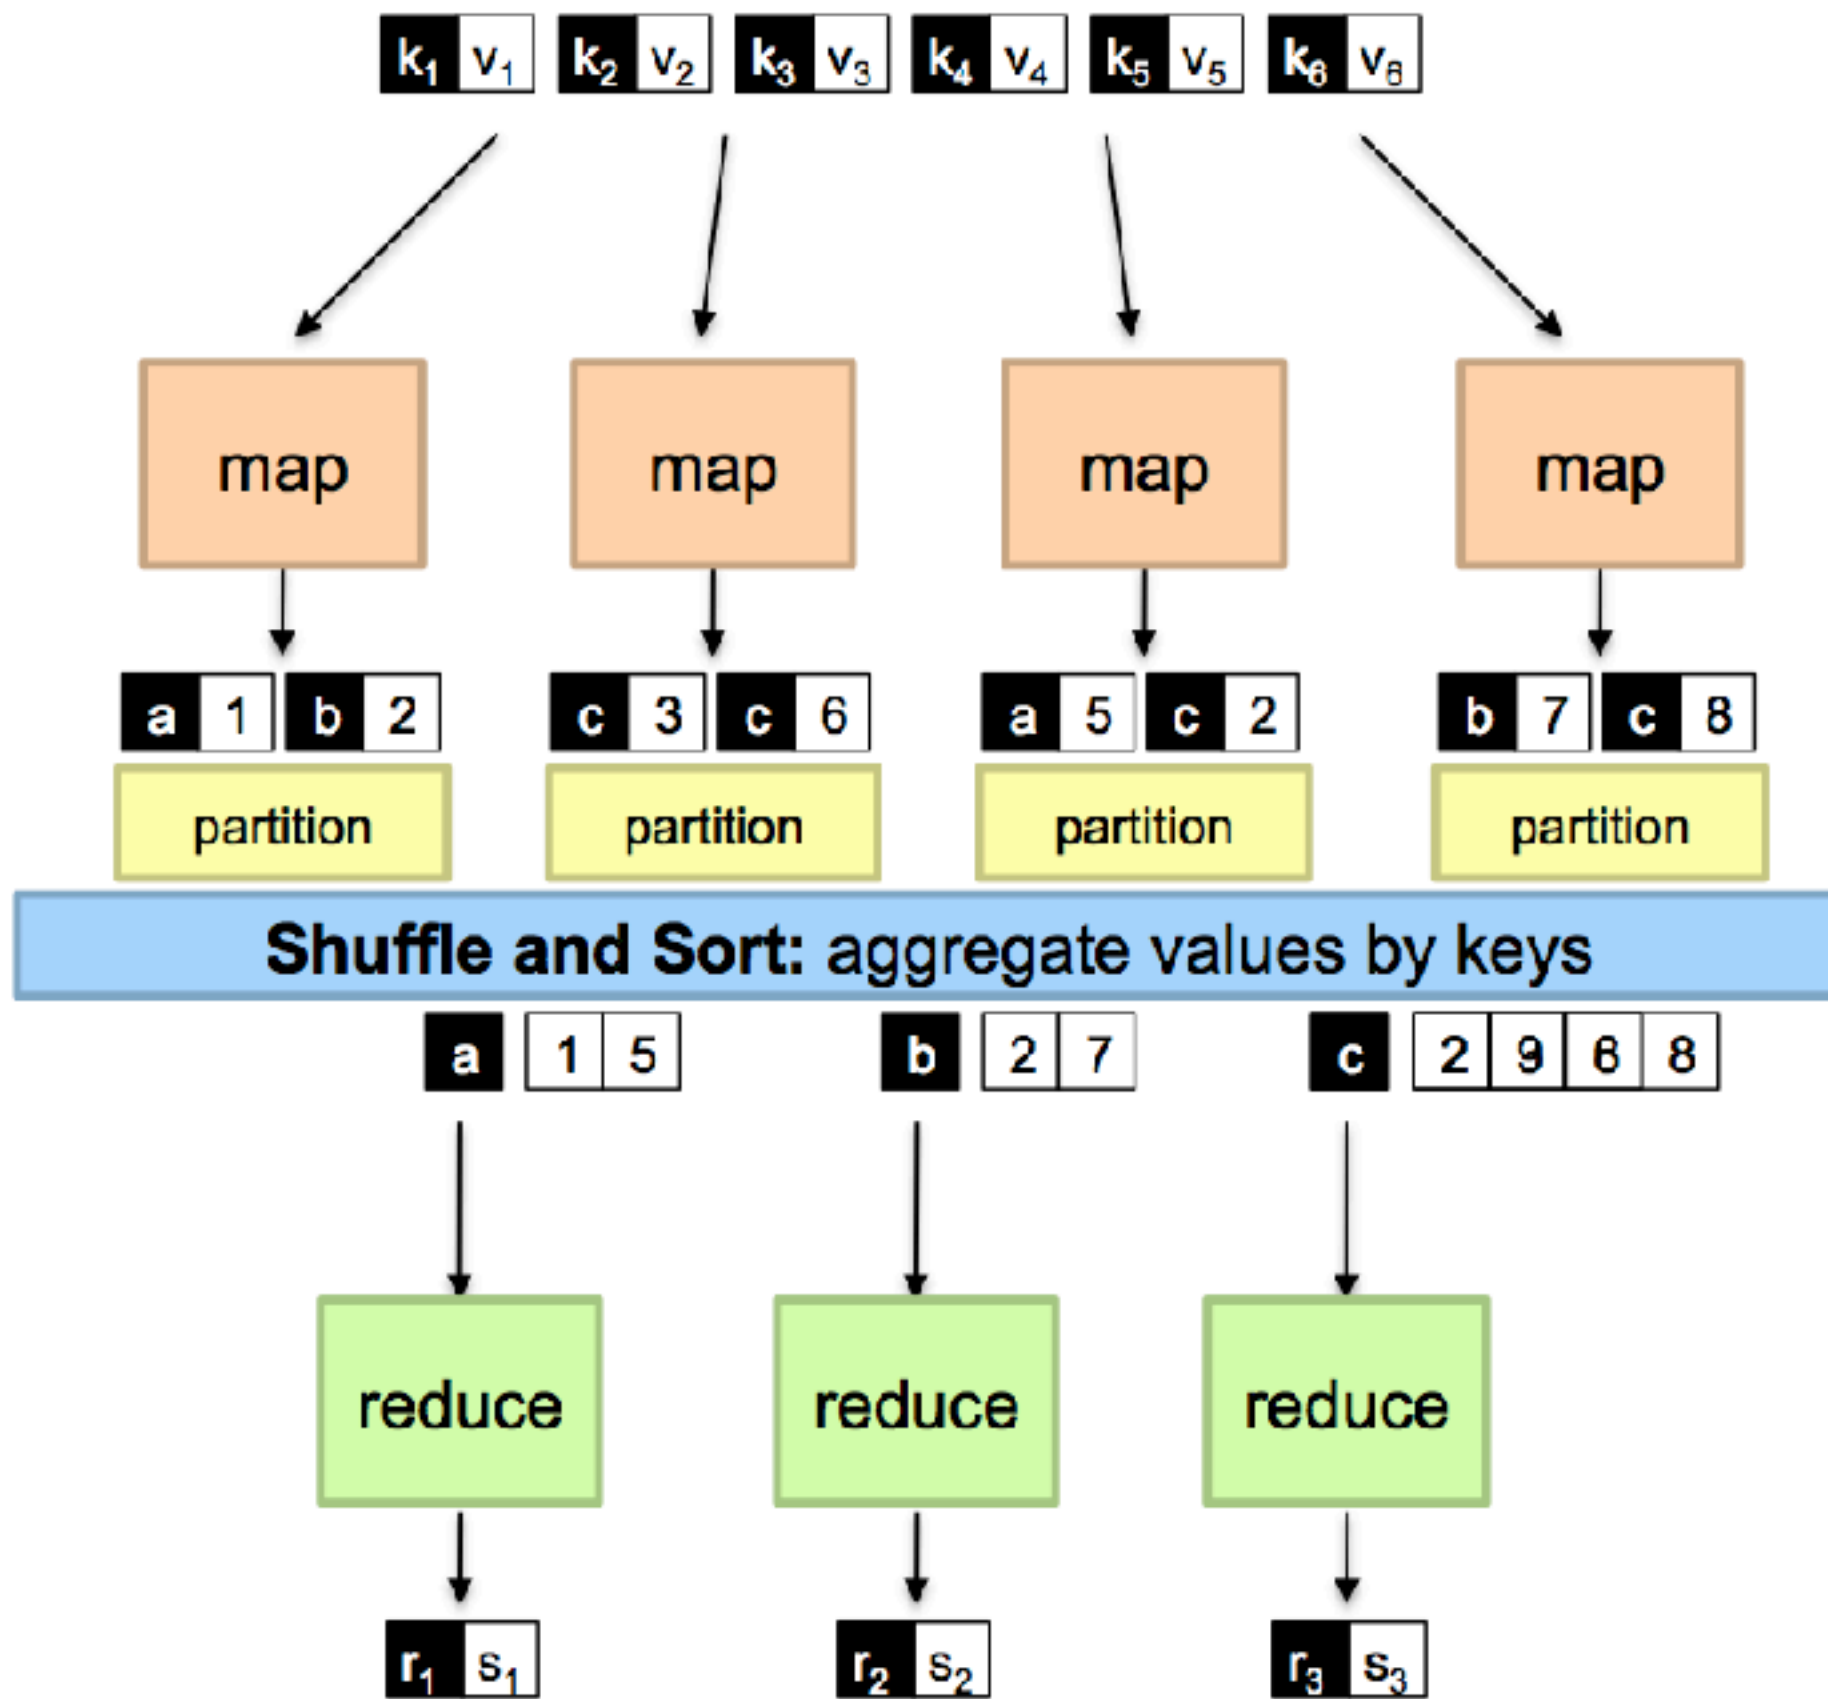 k1 v1 k2 v2 k3 v3 k4 v4 k5 v5 k6 v6
map map map map
a 1 b 2 c 3 c 6 a 5 c 2 b 7 c 8
partition partition partition partition
Shuffle and Sort: aggregate values by keys
a 1 5 b 2 7 c 2 9 6 8
reduce reduce reduce
r1 s1 r2 s2 r3 s3